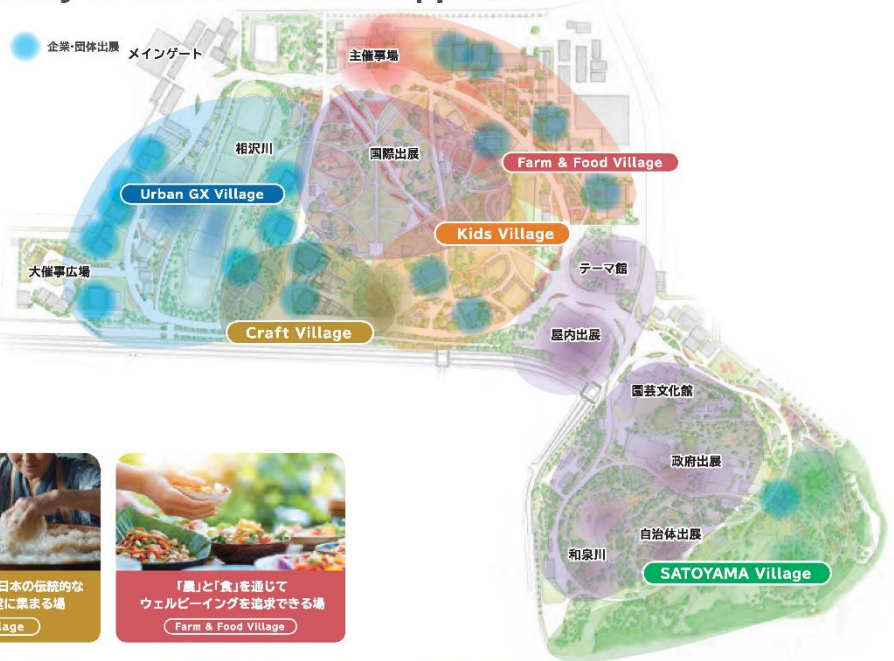 企業・団体出展
メインゲート
主催事場
相沢川
国際出展
Farm & Food Village
Urban GX Village
Kids Village
大催事広場
テーマ館
Craft Village
屋内出展
園芸文化館
政府出展
自治体出展
和泉川
SATOYAMA Village
日本の伝統的な
に集まる場
「農」と「食」を通じて
ウェルビーイングを追求できる場
Farm & Food Village